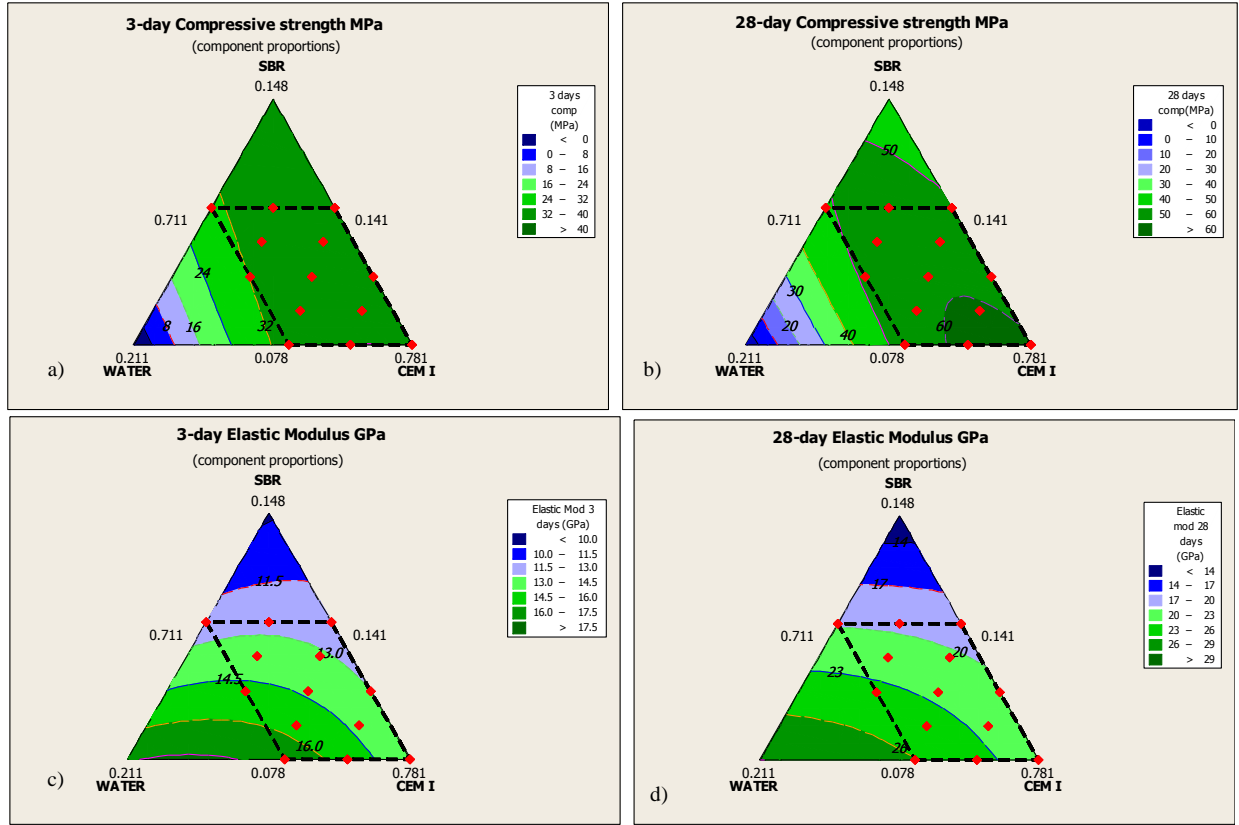 3-day Compressive strength MPa
(component proportions)
SBR
0.148
3 days
comp
(MPa)
< 0
0 – 8
8 – 16
16 – 24
24 – 32
32 – 40
> 40
0.711
0.141
24
8
16
32
0.211
0.078
0.781
WATER
CEM I
a)
28-day Compressive strength MPa
(component proportions)
SBR
0.148
28 days
comp(MPa)
< 0
0 – 10
10 – 20
20 – 30
30 – 40
40 – 50
50 – 60
> 60
50
0.711
0.141
30
20
40
60
0.211
0.078
0.781
WATER
CEM I
b)
3-day Elastic Modulus GPa
(component proportions)
SBR
0.148
Elastic Mod 3
days (GPa)
< 10.0
10.0 – 11.5
11.5 – 13.0
13.0 – 14.5
14.5 – 16.0
16.0 – 17.5
> 17.5
11.5
0.711
0.141
13.0
14.5
16.0
0.211
0.078
0.781
WATER
CEM I
c)
28-day Elastic Modulus GPa
(component proportions)
SBR
0.148
Elastic
mod 28
days
(GPa)
< 14
14 – 17
17 – 20
20 – 23
23 – 26
26 – 29
> 29
14
17
0.711
0.141
20
23
26
0.211
0.078
0.781
WATER
CEM I
d)